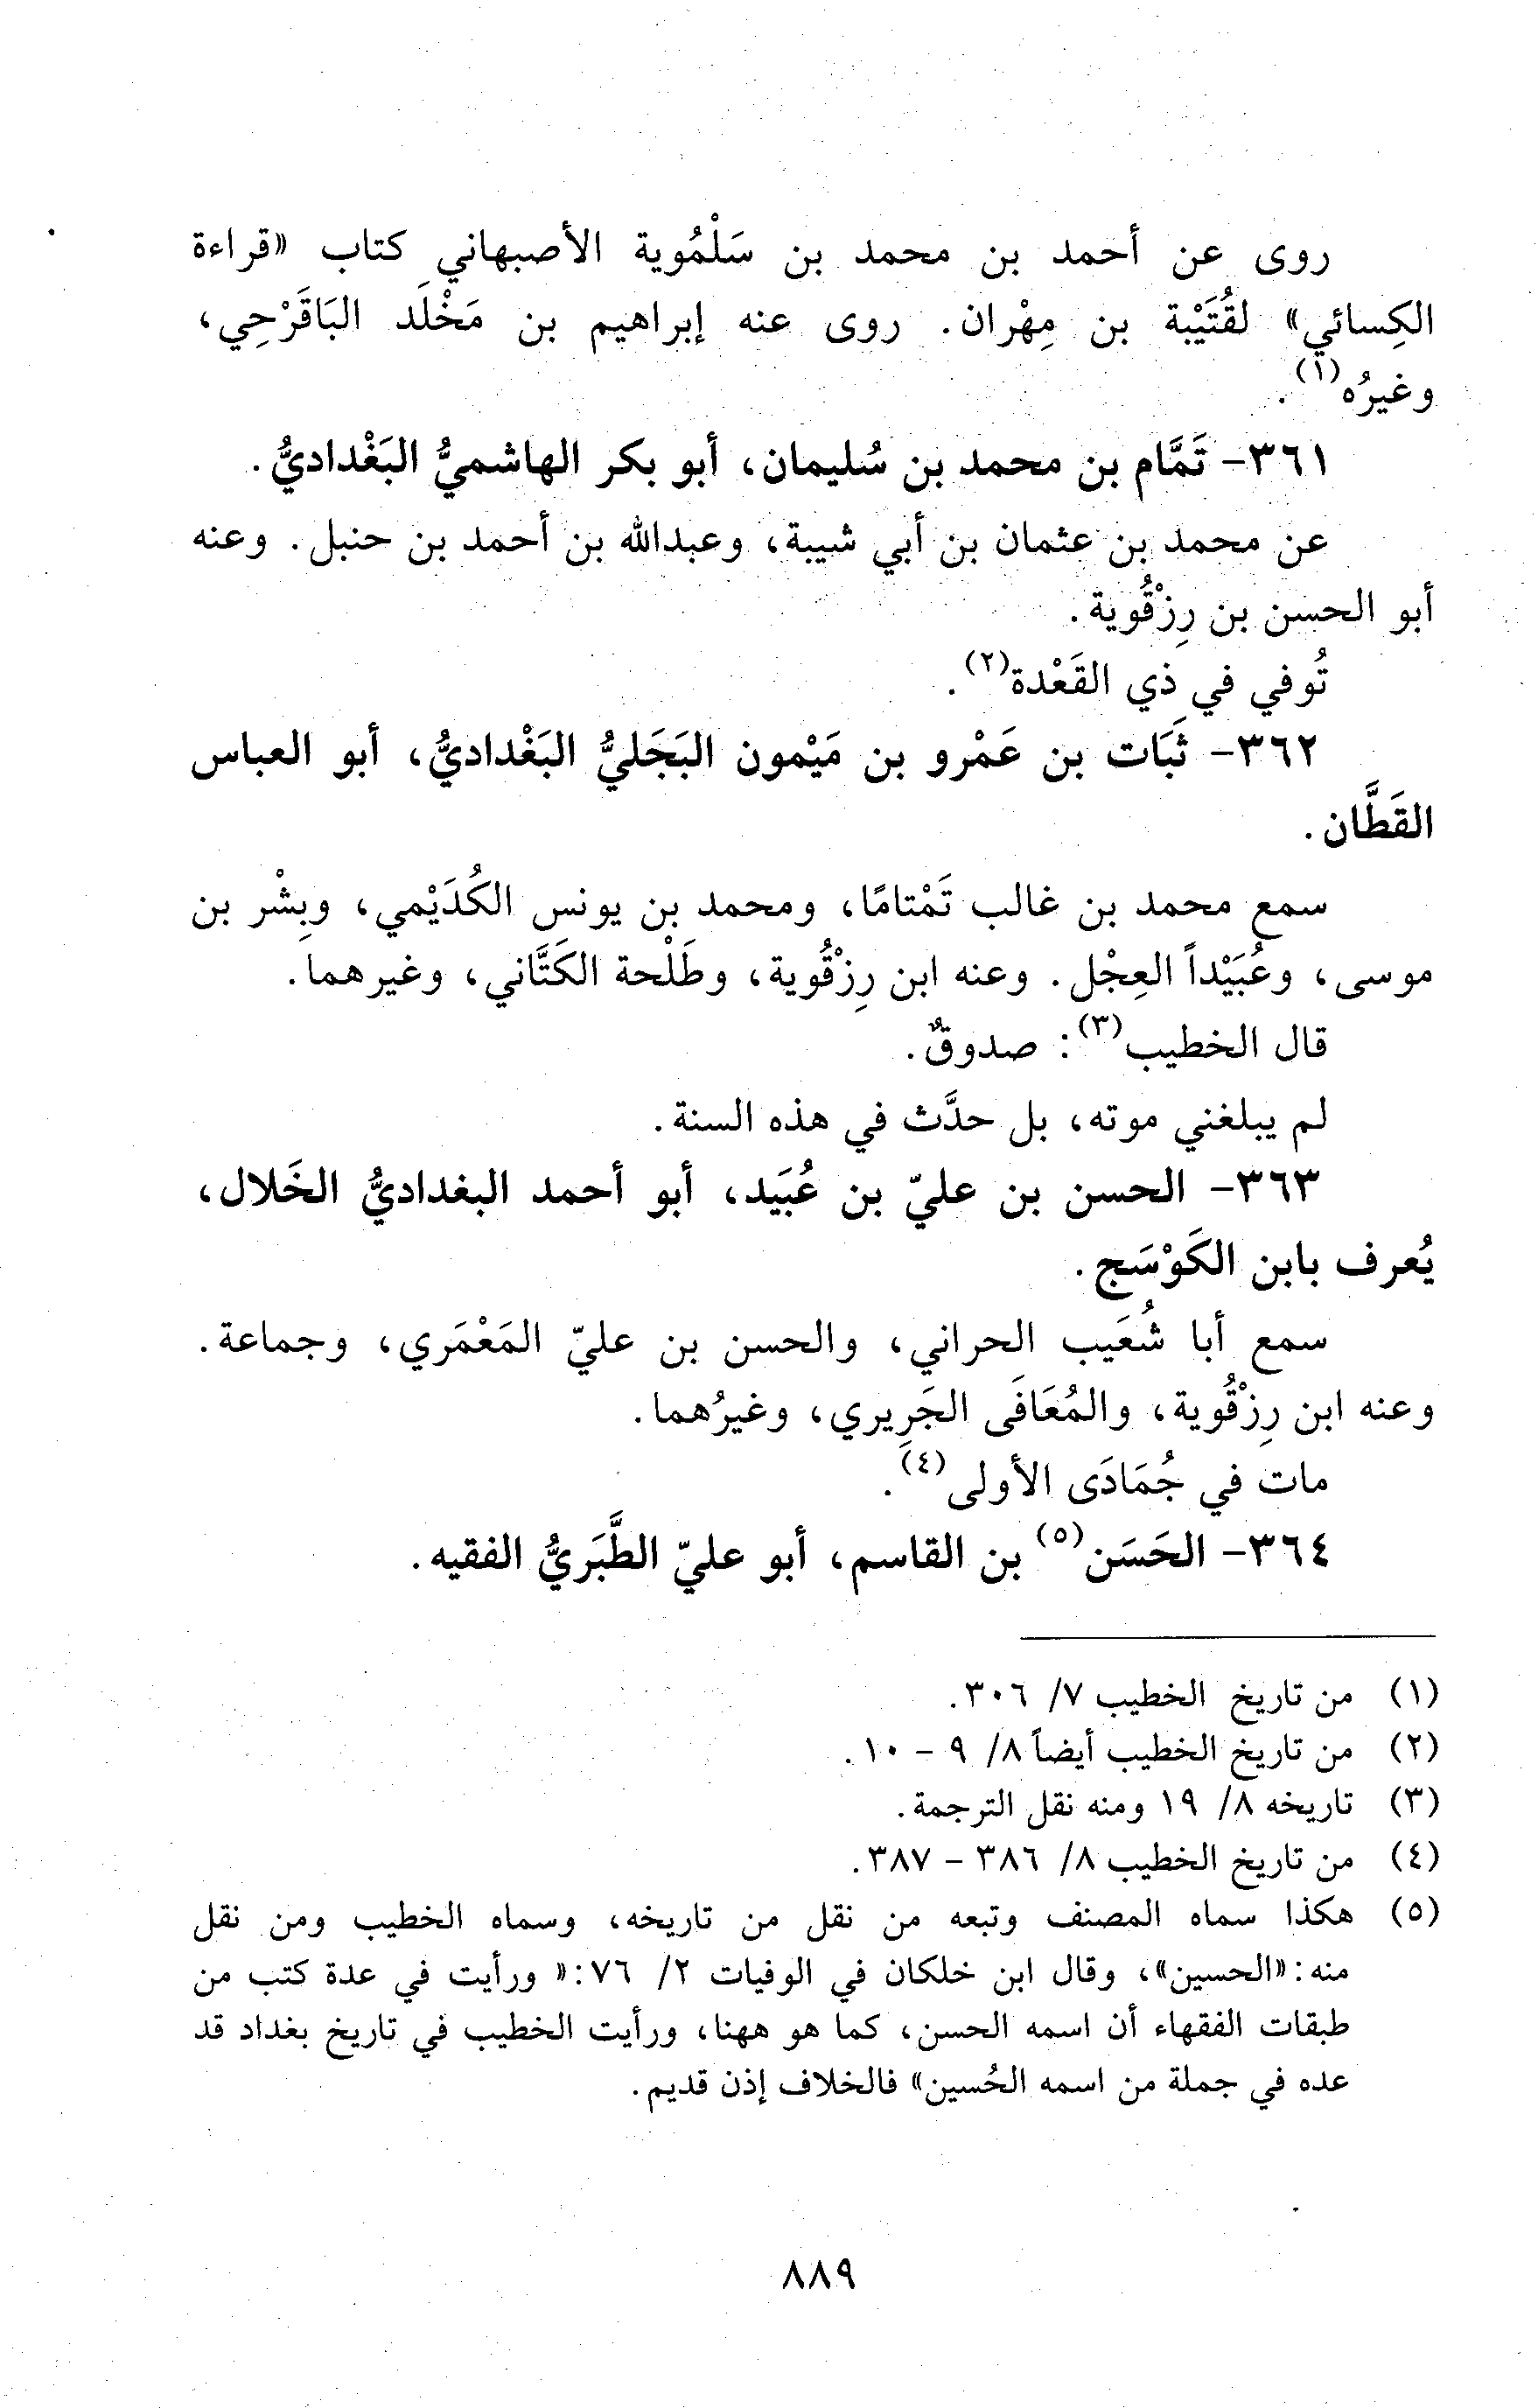 روى عن أحمد بن محمد بن سَلْمُوية الأصبهاني كتاب «قراءة
الكِسائي» لقُتَيْبة بن مِهْران. روى عنه إبراهيم بن مَخْلَد البَاقَرْحِي،
وغيرُه(١).
٣٦١- تَمَّام بن محمد بن سُليمان، أبو بكر الهاشميُّ البَغْداديُّ.
عن محمد بن عثمان بن أبي شيبة، وعبدالله بن أحمد بن حنبل. وعنه
أبو الحسن بن رِزْقُوية.
تُوفي في ذي القَعْدة(٢).
٣٦٢- ثَبَات بن عَمْرو بن مَيْمون البَجَليُّ البَغْداديُّ، أبو العباس
القَطَّان.
سمع محمد بن غالب تَمْتامًا، ومحمد بن يونس الكُدَيْمي، وبِشْر بن
موسى، وعُبَيْداً العِجْل. وعنه ابن رِزْقُوية، وطَلْحة الكَتَّاني، وغيرهما.
قال الخطيب(٣): صدوقٌ.
لم يبلغني موته، بل حدَّث في هذه السنة.
٣٦٣- الحسن بن عليّ بن عُبَيد، أبو أحمد البغداديُّ الخَلال،
يُعرف بابن الكَوْسَج.
سمع أبا شُعَيب الحراني، والحسن بن عليّ المَعْمَري، وجماعة.
وعنه ابن رِزْقُوية، والمُعَافَى الجَرِيري، وغيرُهما.
مات في جُمَادَى الأولى(٤).
٣٦٤- الحَسَن(٥) بن القاسم، أبو عليّ الطَّبَريُّ الفقيه.
(١) من تاريخ الخطيب ٧/ ٣٠٦.
(٢) من تاريخ الخطيب أيضاً ٨/ ٩ - ١٠.
(٣) تاريخه ٨/ ١٩ ومنه نقل الترجمة.
(٤) من تاريخ الخطيب ٨/ ٣٨٦ - ٣٨٧.
(٥) هكذا سماه المصنف وتبعه من نقل من تاريخه، وسماه الخطيب ومن نقل
منه: «الحسين»، وقال ابن خلكان في الوفيات ٢/ ٧٦: « ورأيت في عدة كتب من
طبقات الفقهاء أن اسمه الحسن، كما هو ههنا، ورأيت الخطيب في تاريخ بغداد قد
عده في جملة من اسمه الحُسين» فالخلاف إذن قديم.
٨٨٩